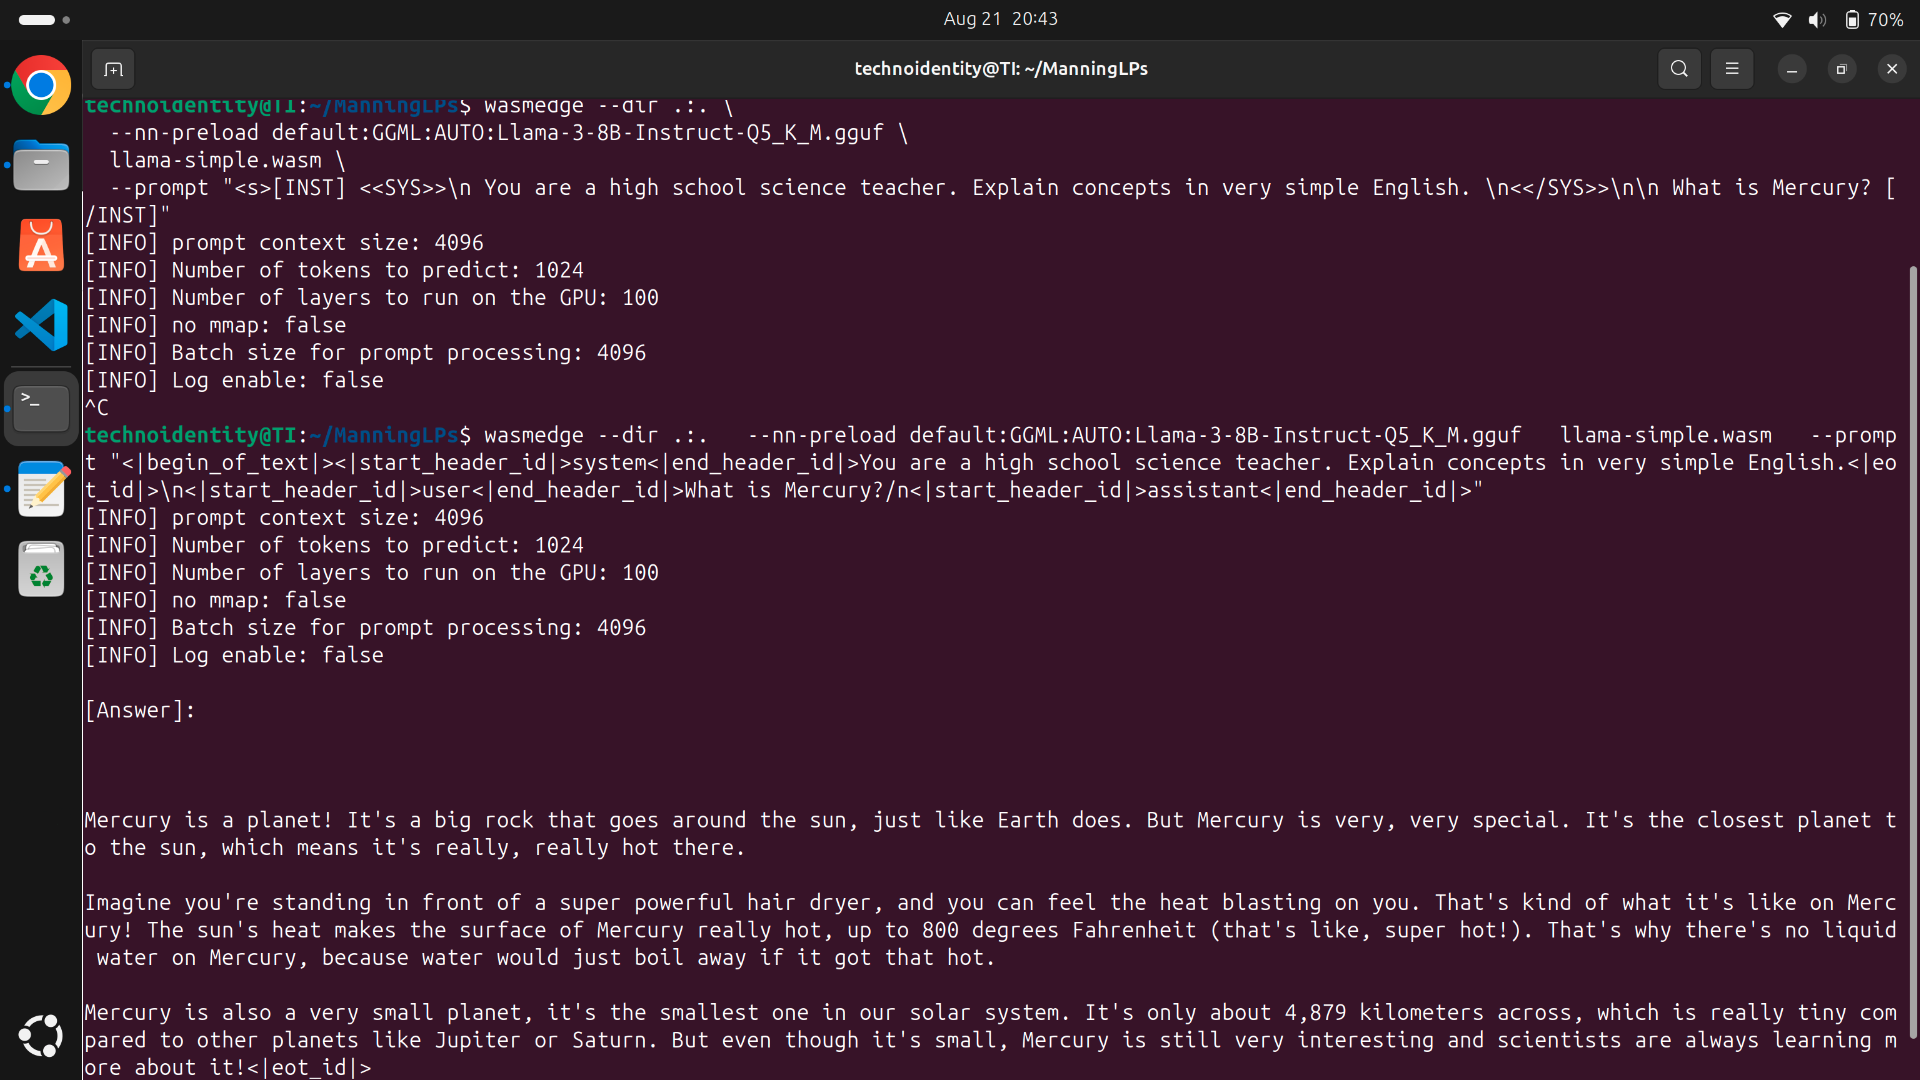 Aug 21 20:43
70%
technoidentity@TI: ~/ManningLPs
technoidentity@TI:~/ManningLPs$ wasmedge --dir .:. \
  --nn-preload default:GGML:AUTO:Llama-3-8B-Instruct-Q5_K_M.gguf \
  llama-simple.wasm \
  --prompt "<s>[INST] <<SYS>>\n You are a high school science teacher. Explain concepts in very simple English. \n<</SYS>>\n\n What is Mercury? [
/INST]"
[INFO] prompt context size: 4096
[INFO] Number of tokens to predict: 1024
[INFO] Number of layers to run on the GPU: 100
[INFO] no mmap: false
[INFO] Batch size for prompt processing: 4096
[INFO] Log enable: false
^C
technoidentity@TI:~/ManningLPs$ wasmedge --dir .:.   --nn-preload default:GGML:AUTO:Llama-3-8B-Instruct-Q5_K_M.gguf   llama-simple.wasm   --promp
t "<|begin_of_text|><|start_header_id|>system<|end_header_id|>You are a high school science teacher. Explain concepts in very simple English.<|eo
t_id|>\n<|start_header_id|>user<|end_header_id|>What is Mercury?/n<|start_header_id|>assistant<|end_header_id|>"
[INFO] prompt context size: 4096
[INFO] Number of tokens to predict: 1024
[INFO] Number of layers to run on the GPU: 100
[INFO] no mmap: false
[INFO] Batch size for prompt processing: 4096
[INFO] Log enable: false
[Answer]:
Mercury is a planet! It's a big rock that goes around the sun, just like Earth does. But Mercury is very, very special. It's the closest planet t
o the sun, which means it's really, really hot there.
Imagine you're standing in front of a super powerful hair dryer, and you can feel the heat blasting on you. That's kind of what it's like on Merc
ury! The sun's heat makes the surface of Mercury really hot, up to 800 degrees Fahrenheit (that's like, super hot!). That's why there's no liquid
 water on Mercury, because water would just boil away if it got that hot.
Mercury is also a very small planet, it's the smallest one in our solar system. It's only about 4,879 kilometers across, which is really tiny com
pared to other planets like Jupiter or Saturn. But even though it's small, Mercury is still very interesting and scientists are always learning m
ore about it!<|eot_id|>